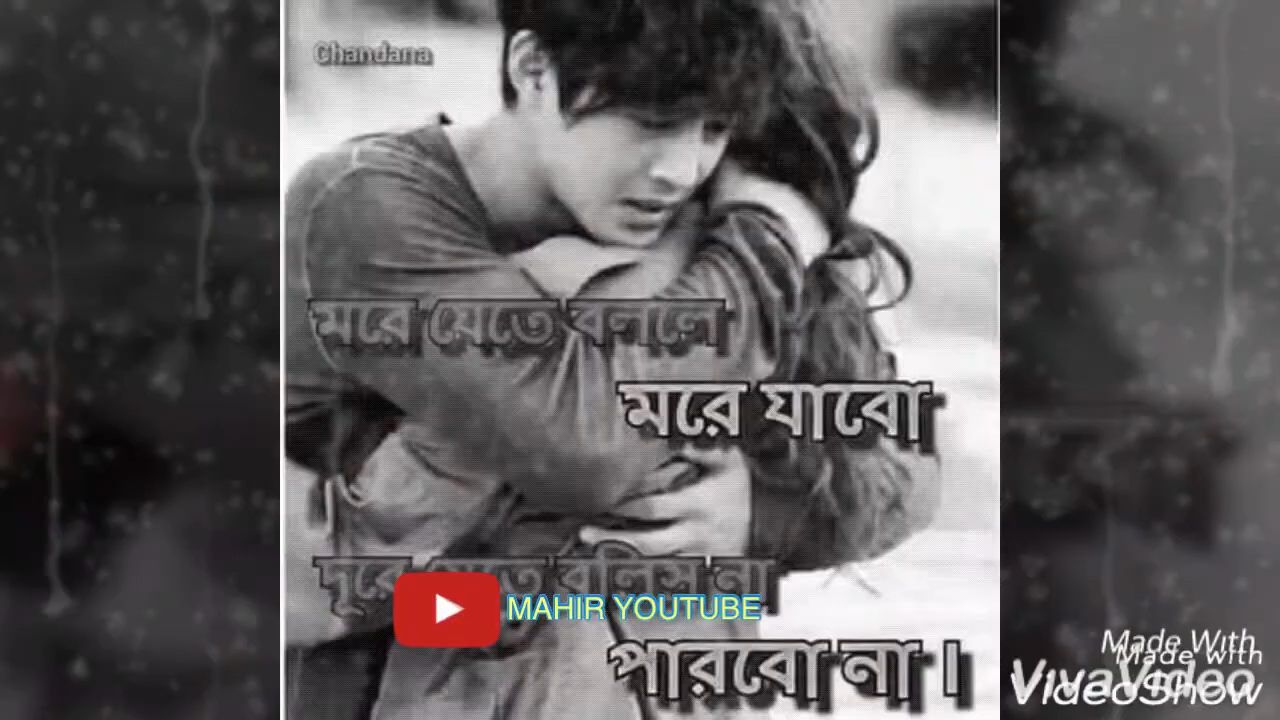 Chandana
মরে যেতে বললে
মরে যাবো
দূরে যেতে বলিস না
MAHIR YOUTUBE
পারবো না।
Made With
Made with
VivaVideo
VideoShow